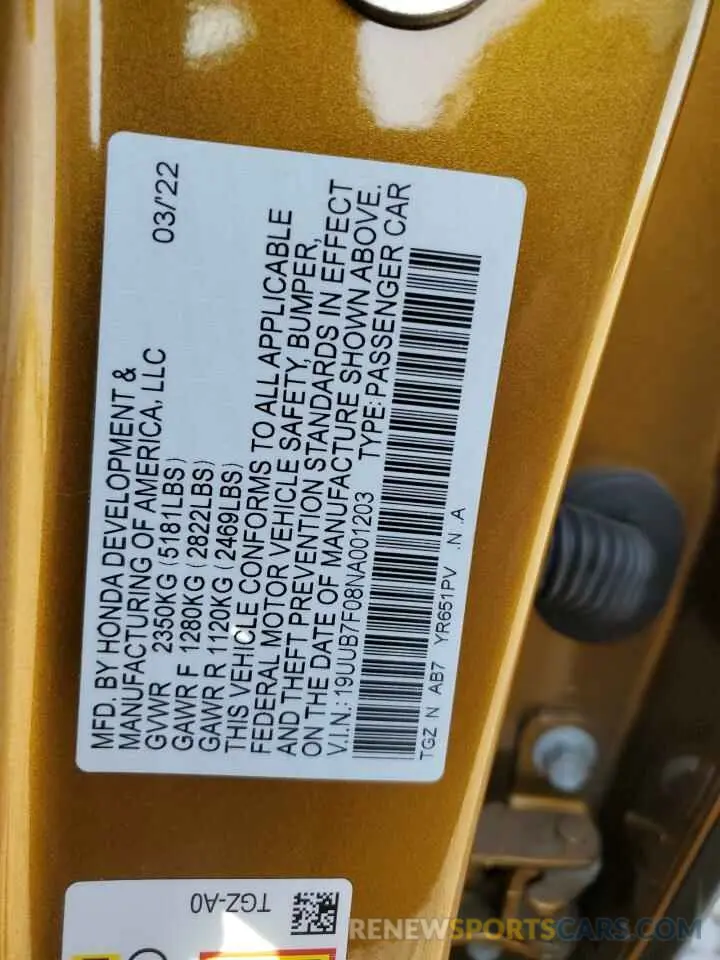 MFD. BY HONDA DEVELOPMENT &
MANUFACTURING OF AMERICA, LLC 03/'22
GVWR 2350KG (5181LBS)
GAWR F 1280KG (2822LBS)
GAWR R 1120KG (2469LBS)
THIS VEHICLE CONFORMS TO ALL APPLICABLE
FEDERAL MOTOR VEHICLE SAFETY, BUMPER,
AND THEFT PREVENTION STANDARDS IN EFFECT
ON THE DATE OF MANUFACTURE SHOWN ABOVE.
V.I.N.: 19UUB7F08NA001203 TYPE: PASSENGER CAR
TGZ N AB7 YR651PV .N .A
TGZ-A0
RENEWSPORTSCARS.COM